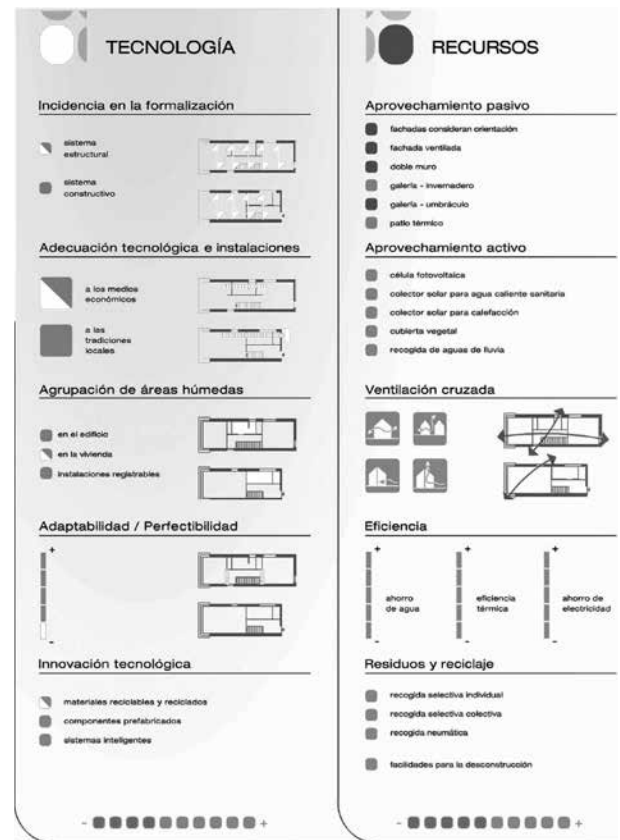 TECNOLOGÍA
Incidencia en la formalización
sistema
estructural
sistema
constructivo
Adecuación tecnológica e instalaciones
a los medios
económicos
a las
tradiciones
locales
Agrupación de áreas húmedas
en el edificio
en la vivienda
instalaciones registrables
Adaptabilidad / Perfectibilidad
+
-
Innovación tecnológica
materiales reciclables y reciclados
componentes prefabricados
sistemas inteligentes
- +
RECURSOS
Aprovechamiento pasivo
fachadas consideran orientación
fachada ventilada
doble muro
galería - invernadero
galería - umbráculo
patio térmico
Aprovechamiento activo
célula fotovoltaica
colector solar para agua caliente sanitaria
colector solar para calefacción
cubierta vegetal
recogida de aguas de lluvia
Ventilación cruzada
Eficiencia
+ + +
ahorro
de agua
eficiencia
térmica
ahorro de
electricidad
- - -
Residuos y reciclaje
recogida selectiva individual
recogida selectiva colectiva
recogida neumática
facilidades para la desconstrucción
- +